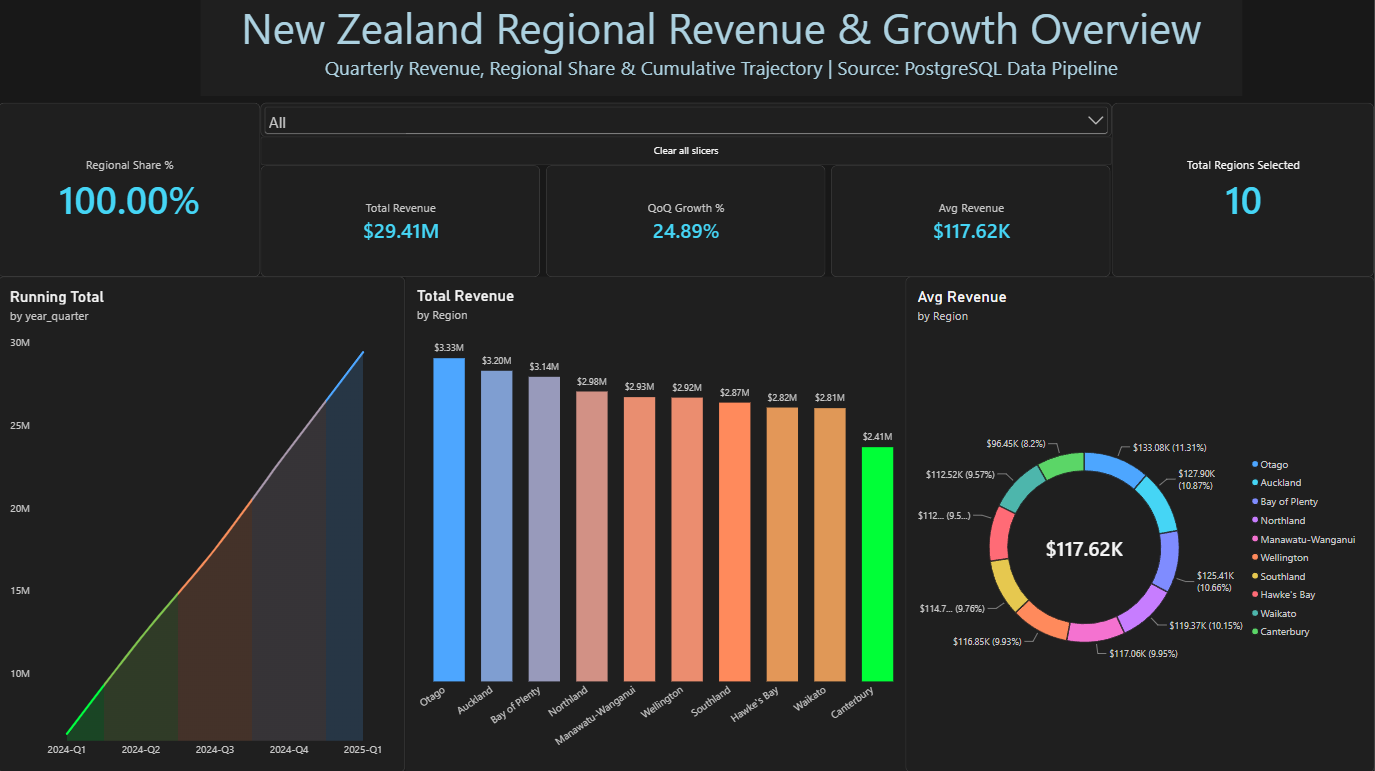 New Zealand Regional Revenue & Growth Overview
Quarterly Revenue, Regional Share & Cumulative Trajectory | Source: PostgreSQL Data Pipeline
Regional Share %
100.00%
All
Clear all slicers
Total Revenue
$29.41M
QoQ Growth %
24.89%
Avg Revenue
$117.62K
Total Regions Selected
10
Running Total
by year_quarter
30M
25M
20M
15M
10M
2024-Q1
2024-Q2
2024-Q3
2024-Q4
2025-Q1
Total Revenue
by Region
$3.33M
$3.20M
$3.14M
$2.98M
$2.93M
$2.92M
$2.87M
$2.82M
$2.81M
$2.41M
Otago
Auckland
Bay of Plenty
Northland
Manawatu-Wanganui
Wellington
Southland
Hawke's Bay
Waikato
Canterbury
Avg Revenue
by Region
$133.08K (11.31%)
$127.90K
(10.87%)
$125.41K
(10.66%)
$119.37K (10.15%)
$117.06K (9.95%)
$116.85K (9.93%)
$114.7... (9.76%)
$112... (9.5...)
$112.52K (9.57%)
$96.45K (8.2%)
$117.62K
Otago
Auckland
Bay of Plenty
Northland
Manawatu-Wanganui
Wellington
Southland
Hawke's Bay
Waikato
Canterbury